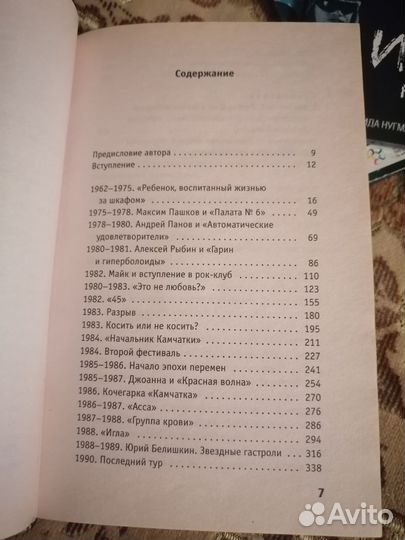 Содержание
Предисловие автора . . . . . . . . . . . . . . . . . . . . . . . . . . 9
Вступление . . . . . . . . . . . . . . . . . . . . . . . . . . . . . . . . . . 12
1962–1975. «Ребенок, воспитанный жизнью
за шкафом» . . . . . . . . . . . . . . . . . . . . . . . . . 16
1975–1978. Максим Пашков и «Палата № 6» . . . . . . . 49
1978–1980. Андрей Панов и «Автоматические
удовлетворители» . . . . . . . . . . . . . . . . . . . . 69
1980–1981. Алексей Рыбин и «Гарин
и гиперболоиды» . . . . . . . . . . . . . . . . . . . . . 86
1982. Майк и вступление в рок-клуб . . . . . . . . . . . . . 110
1980–1983. «Это не любовь?» . . . . . . . . . . . . . . . . . . 123
1982. «45» . . . . . . . . . . . . . . . . . . . . . . . . . . . . . . . . 155
1983. Разрыв . . . . . . . . . . . . . . . . . . . . . . . . . . . . . . 180
1983. Косить или не косить? . . . . . . . . . . . . . . . . . . . 195
1984. «Начальник Камчатки» . . . . . . . . . . . . . . . . . . . 211
1984. Второй фестиваль . . . . . . . . . . . . . . . . . . . . . . 227
1985–1986. Начало эпохи перемен . . . . . . . . . . . . . . 241
1985–1987. Джоанна и «Красная волна» . . . . . . . . . . 254
1986. Кочегарка «Камчатка» . . . . . . . . . . . . . . . . . . . 270
1986–1987. «Асса» . . . . . . . . . . . . . . . . . . . . . . . . . . 276
1987–1988. «Группа крови» . . . . . . . . . . . . . . . . . . . . 286
1988. «Игла» . . . . . . . . . . . . . . . . . . . . . . . . . . . . . . 294
1988–1989. Юрий Белишкин. Звездные гастроли . . . 316
1990. Последний тур . . . . . . . . . . . . . . . . . . . . . . . . . 338
7
Avito